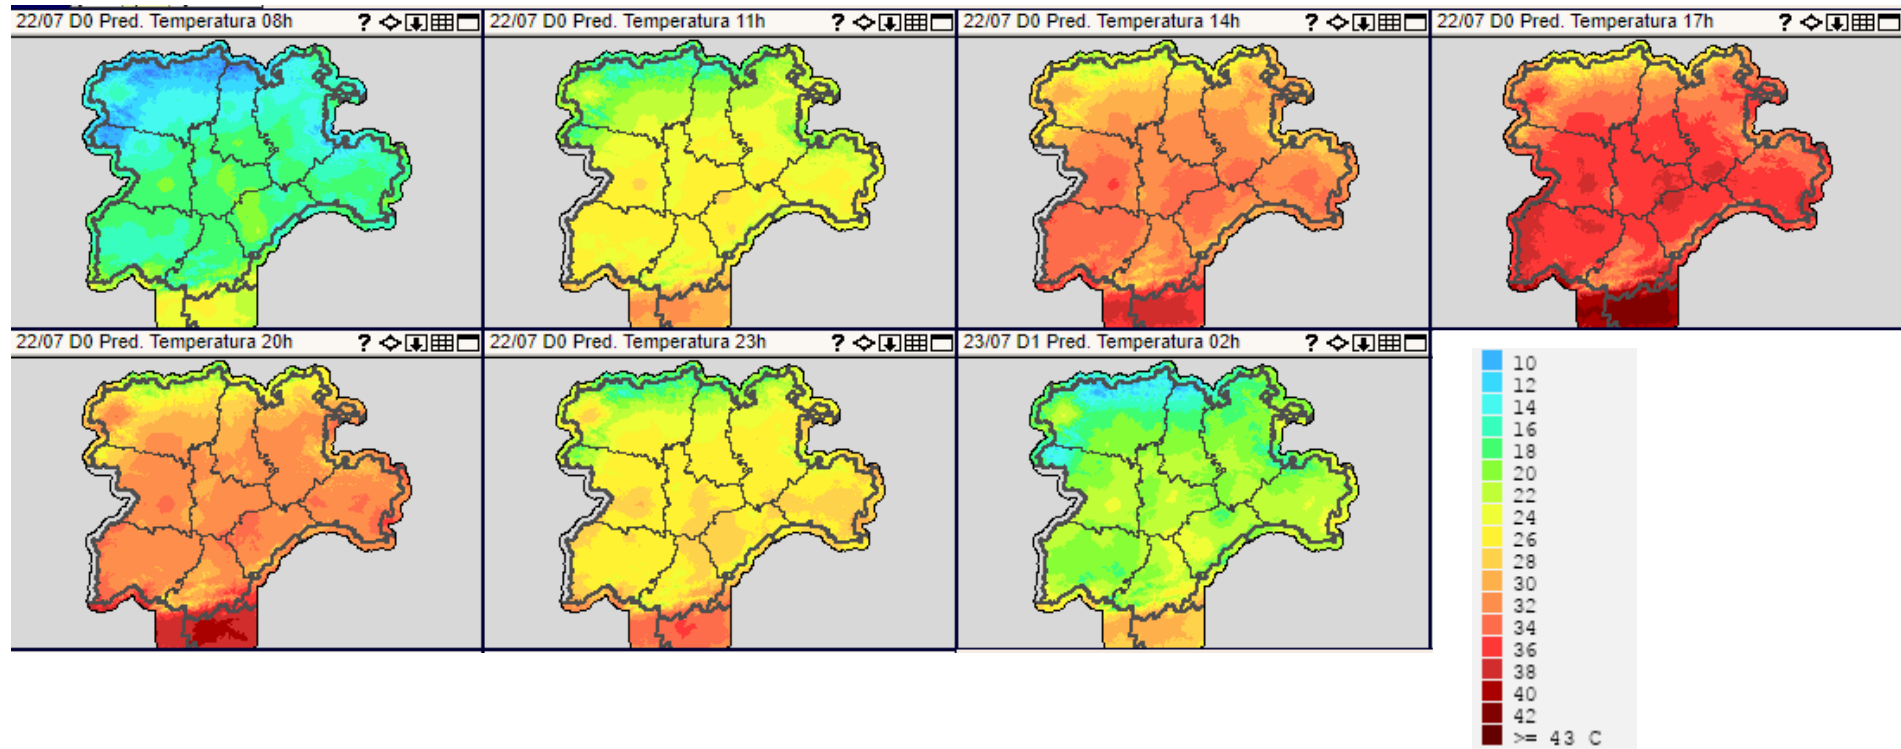 22/07 D0 Pred. Temperatura 08h ?
22/07 D0 Pred. Temperatura 11h ?
22/07 D0 Pred. Temperatura 14h ?
22/07 D0 Pred. Temperatura 17h ?
22/07 D0 Pred. Temperatura 20h ?
22/07 D0 Pred. Temperatura 23h ?
23/07 D1 Pred. Temperatura 02h ?
10
12
14
16
18
20
22
24
26
28
30
32
34
36
38
40
42
>= 43 C